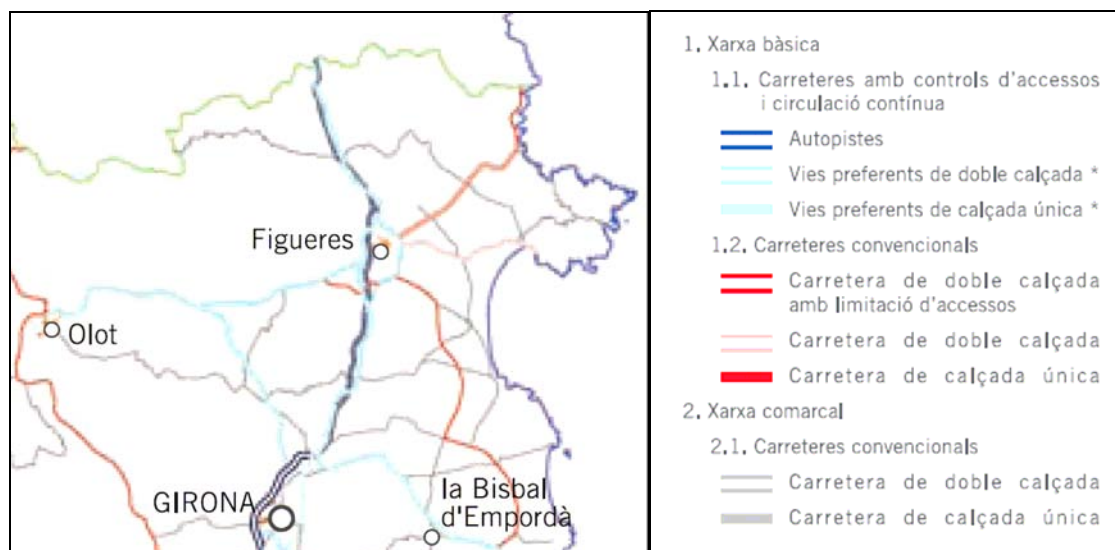 Figueres
Olot
GIRONA
la Bisbal
d'Empordà
1. Xarxa bàsica
1.1. Carreteres amb controls d'accessos
i circulació contínua
Autopistes
Vies preferents de doble calçada *
Vies preferents de calçada única *
1.2. Carreteres convencionals
Carretera de doble calçada
amb limitació d'accessos
Carretera de doble calçada
Carretera de calçada única
2. Xarxa comarcal
2.1. Carreteres convencionals
Carretera de doble calçada
Carretera de calçada única